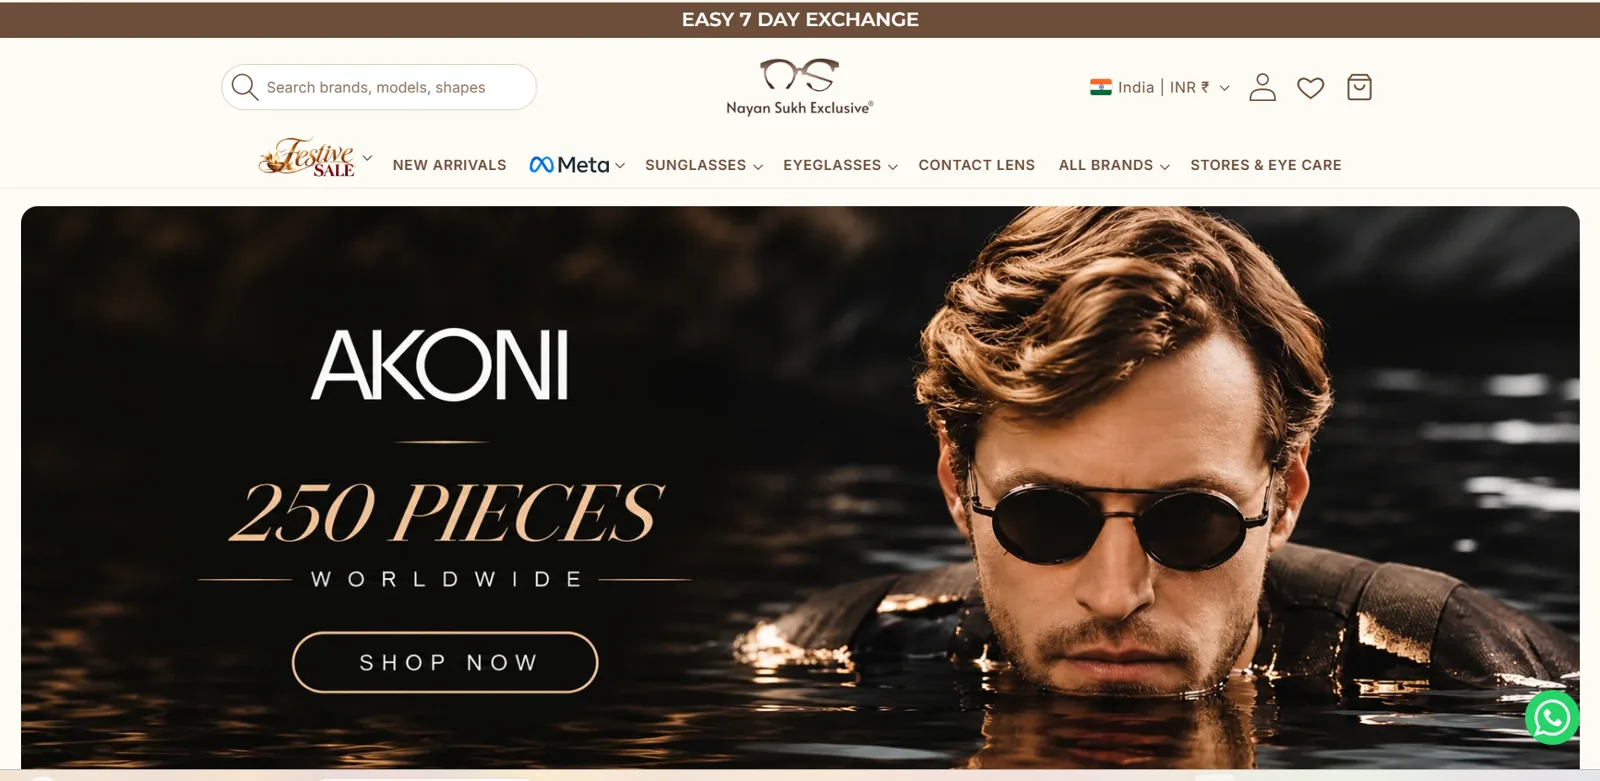 EASY 7 DAY EXCHANGE
Search brands, models, shapes
Nayan Sukh Exclusive®
India | INR ₹
Festive SALE
NEW ARRIVALS
Meta
SUNGLASSES
EYEGLASSES
CONTACT LENS
ALL BRANDS
STORES & EYE CARE
AKONI
250 PIECES
WORLDWIDE
SHOP NOW